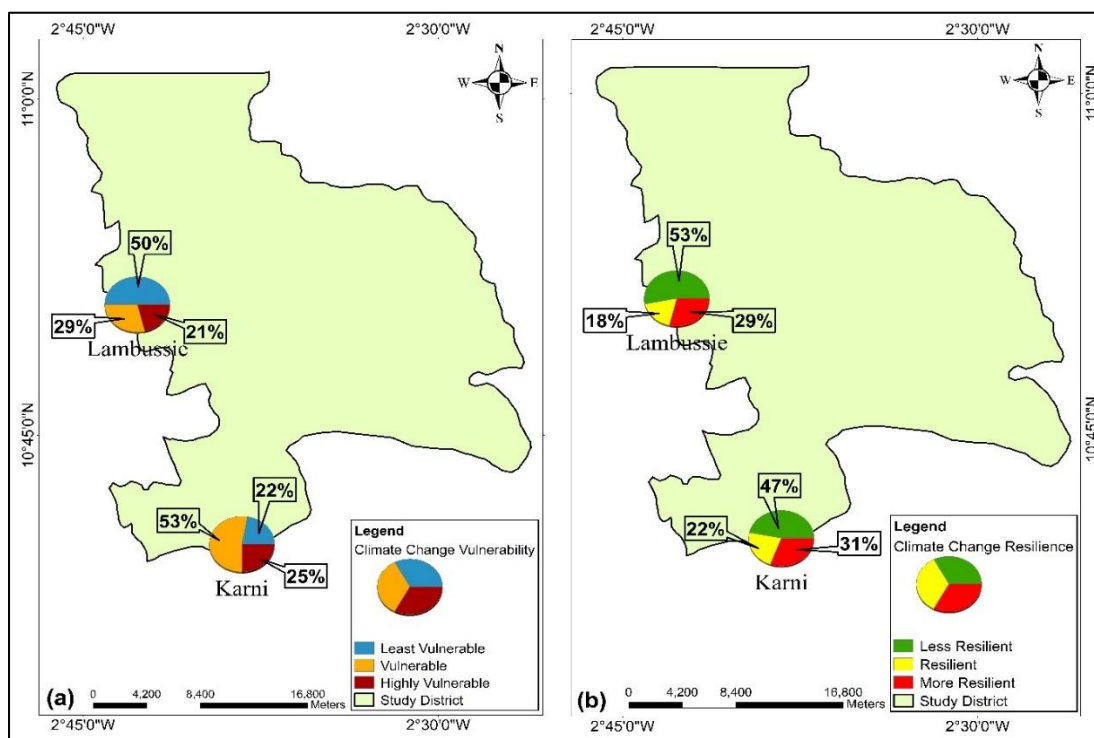 2°45'0"W
2°30'0"W
2°45'0"W
2°30'0"W
N
W
E
S
N
W
E
S
11°0'0"N
11°0'0"N
50%
29%
21%
Lambussie
53%
18%
29%
Lambussie
10°45'0"N
10°45'0"N
53%
22%
25%
Karni
47%
22%
31%
Karni
Legend
Climate Change Vulnerability
Least Vulnerable
Vulnerable
Highly Vulnerable
Study District
Legend
Climate Change Resilience
Less Resilient
Resilient
More Resilient
Study District
(a)
0 4,200 8,400 16,800
Meters
(b)
0 4,200 8,400 16,800
Meters
2°45'0"W
2°30'0"W
2°45'0"W
2°30'0"W